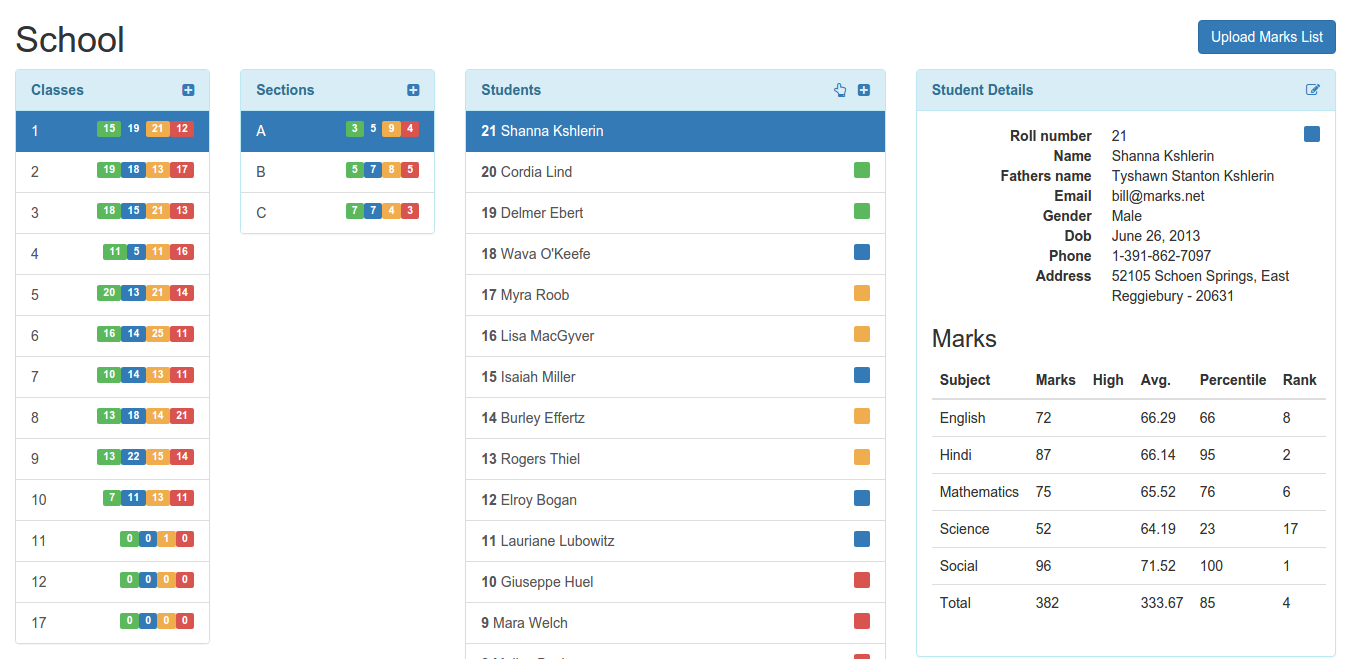 School
Upload Marks List
Classes
1 15 19 21 12
2 19 18 13 17
3 18 15 21 13
4 11 5 11 16
5 20 13 21 14
6 16 14 25 11
7 10 14 13 11
8 13 18 14 21
9 13 22 15 14
10 7 11 13 11
11 0 0 1 0
12 0 0 0 0
17 0 0 0 0
Sections
A 3 5 9 4
B 5 7 8 5
C 7 7 4 3
Students
21 Shanna Kshlerin
20 Cordia Lind
19 Delmer Ebert
18 Wava O'Keefe
17 Myra Roob
16 Lisa MacGyver
15 Isaiah Miller
14 Burley Effertz
13 Rogers Thiel
12 Elroy Bogan
11 Lauriane Lubowitz
10 Giuseppe Huel
9 Mara Welch
Student Details
Roll number 21
Name Shanna Kshlerin
Fathers name Tyshawn Stanton Kshlerin
Email bill@marks.net
Gender Male
Dob June 26, 2013
Phone 1-391-862-7097
Address 52105 Schoen Springs, East
Reggiebury - 20631
Marks
Subject Marks High Avg. Percentile Rank
English 72 66.29 66 8
Hindi 87 66.14 95 2
Mathematics 75 65.52 76 6
Science 52 64.19 23 17
Social 96 71.52 100 1
Total 382 333.67 85 4